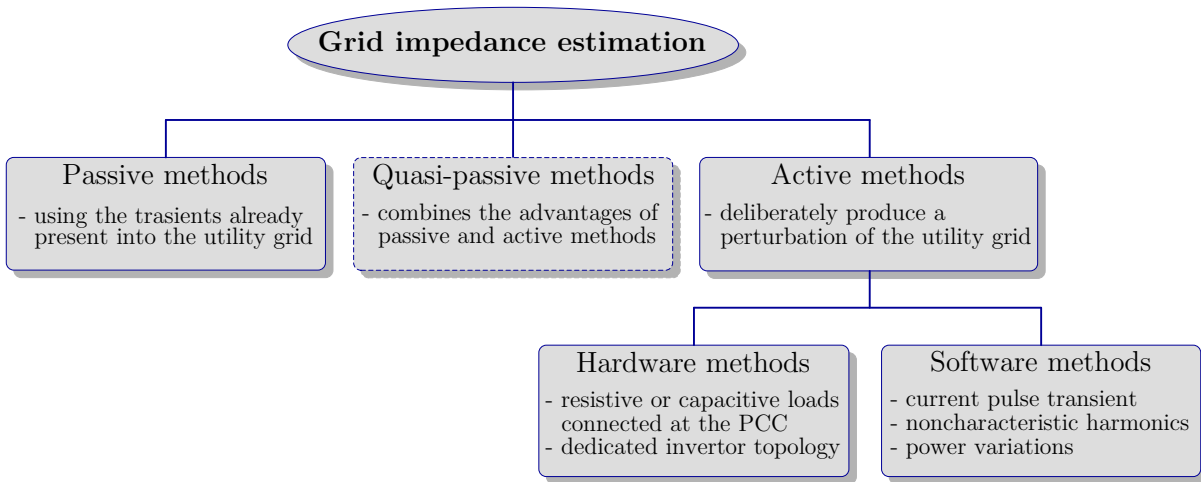 Grid impedance estimation
Passive methods
- using the trasients already
present into the utility grid
Quasi-passive methods
- combines the advantages of
passive and active methods
Active methods
- deliberately produce a
perturbation of the utility grid
Hardware methods
- resistive or capacitive loads
connected at the PCC
- dedicated invertor topology
Software methods
- current pulse transient
- noncharacteristic harmonics
- power variations